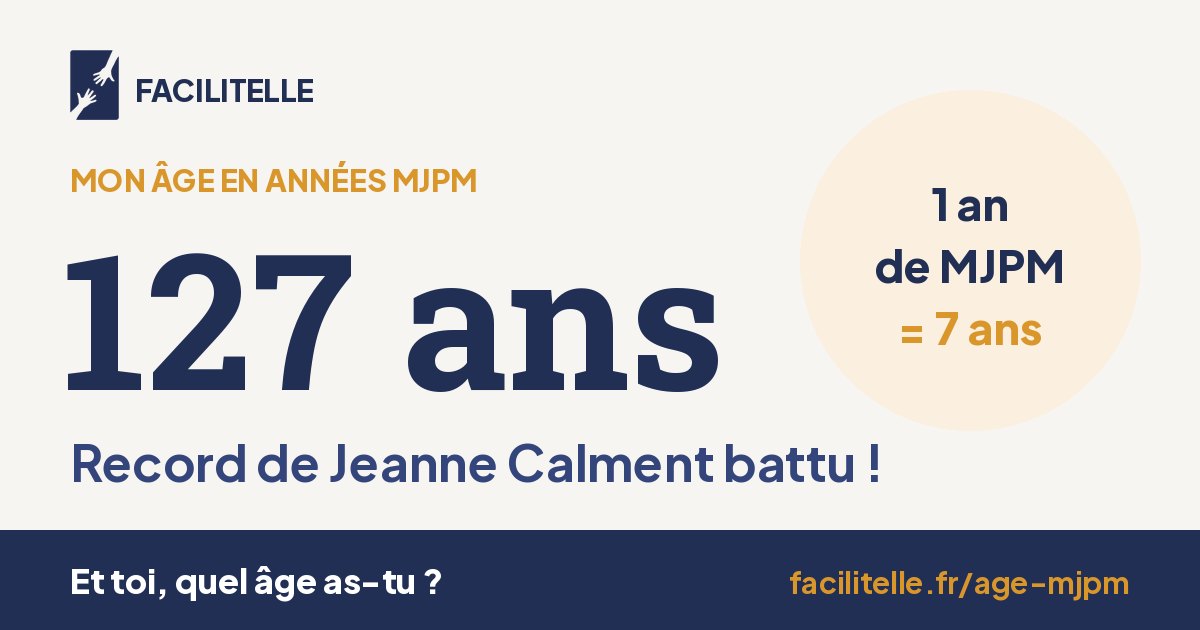 FACILITELLE
MON ÂGE EN ANNÉES MJPM
127 ans
Record de Jeanne Calment battu !
1 an
de MJPM
= 7 ans
Et toi, quel âge as-tu ?
facilitelle.fr/age-mjpm